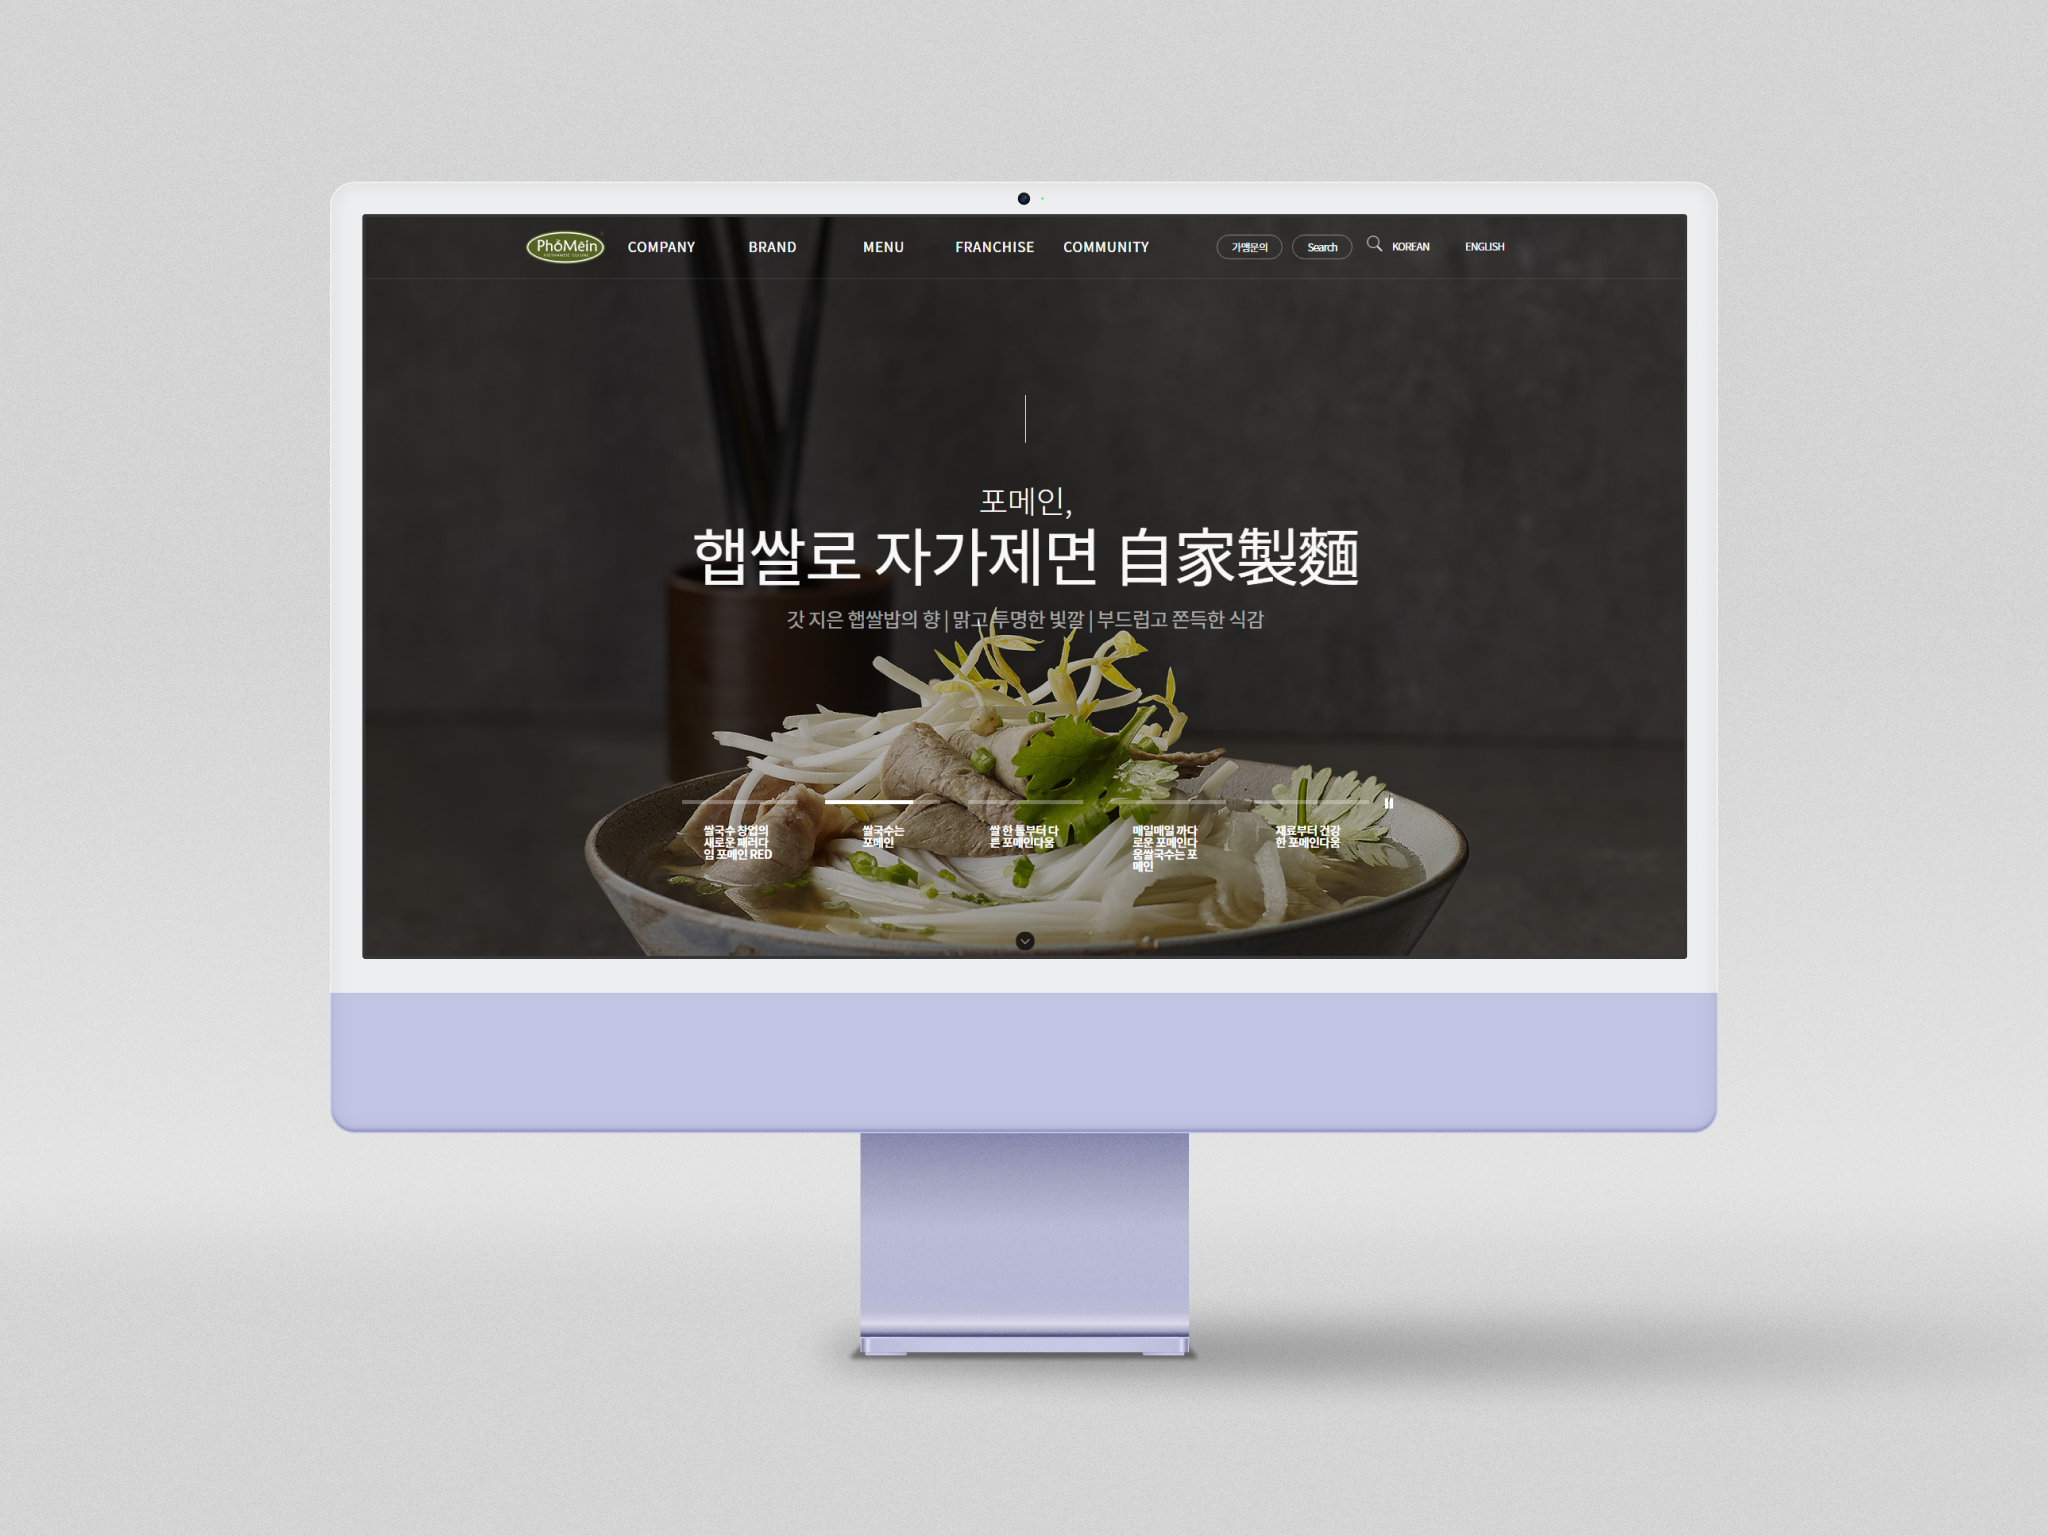 PhởMein
VIETNAMESE CUISINE
COMPANY
BRAND
MENU
FRANCHISE
COMMUNITY
가맹문의
Search
KOREAN
ENGLISH
포메인,
햅쌀로 자가제면 自家製麵
갓 지은 햅쌀밥의 향 | 맑고 투명한 빛깔 | 부드럽고 쫀득한 식감
쌀국수 창업의
새로운 패러다
임 포메인 RED
쌀국수는
포메인
쌀 한 톨부터 다
른 포메인다움
매일매일 까다
로운 포메인다
움쌀국수는 포
메인
재료부터 건강
한 포메인다움